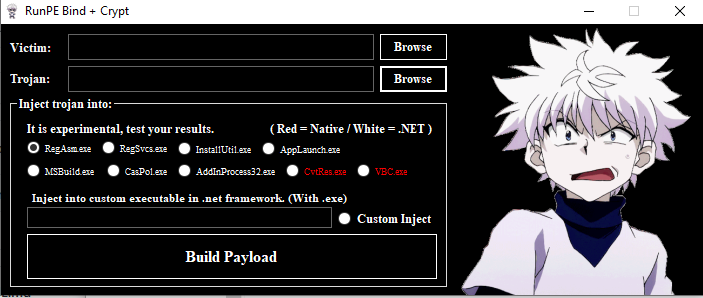 RunPE Bind + Crypt
Victim: Browse
Trojan: Browse
Inject trojan into:
It is experimental, test your results. ( Red = Native / White = .NET )
RegAsm.exe RegSvcs.exe InstallUtil.exe AppLaunch.exe
MSBuild.exe CasPol.exe AddInProcess32.exe CvtRes.exe VBC.exe
Inject into custom executable in .net framework. (With .exe)
Custom Inject
Build Payload